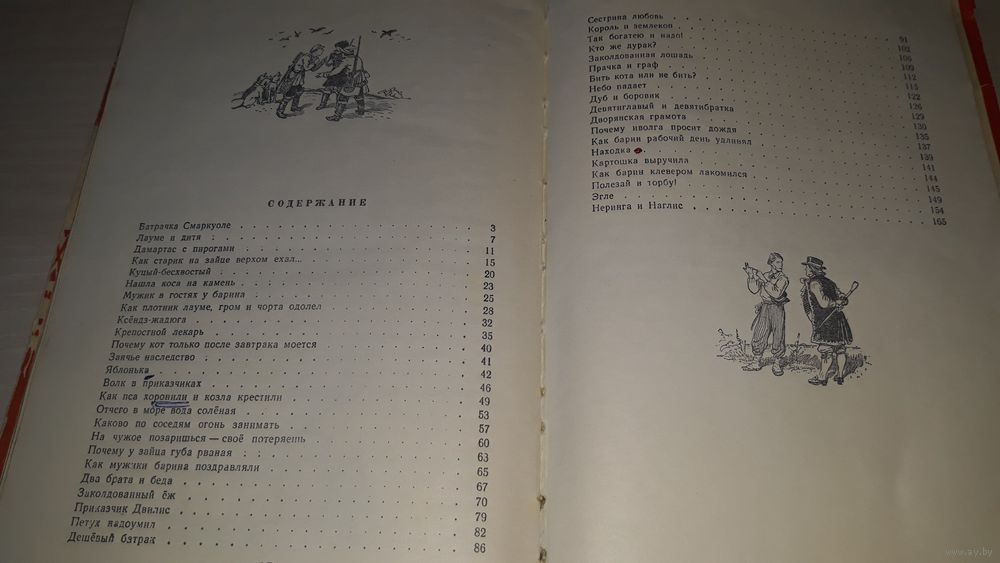 СОДЕРЖАНИЕ
Батрачка Смаркуоле 3
Лауме и дитя 7
Дамартас с пирогами 11
Как старик на зайце верхом ехал... 15
Куцый-бесхвостый 20
Нашла коса на камень 23
Мужик в гостях у барина 25
Как плотник лауме, гром и чорта одолел 28
Ксёндз-жадюга 32
Крепостной лекарь 35
Почему кот только после завтрака моется 40
Заячье наследство 41
Яблонька 42
Волк в приказчиках 46
Как пса хоронили и козла крестили 49
Отчего в море вода солёная 53
Каково по соседям огонь занимать 57
На чужое позаришься — своё потеряешь 60
Почему у зайца губа рваная 63
Как мужики барина поздравляли 65
Два брата и беда 67
Заколдованный ёж 70
Приказчик Двилис 79
Петух надоумил 82
Дешёвый батрак 86
Сестрина любовь 91
Король и землекоп 102
Так богатею и надо! 106
Кто же дурак? 109
Заколдованная лошадь 112
Прачка и граф 115
Бить кота или не бить? 122
Небо падает 126
Дуб и боровик 129
Девятиглавый и девятибратка 130
Дворянская грамота 135
Почему иволга просит дождя 137
Как барин рабочий день удлинял 139
Находка 141
Картошка выручила 144
Как барин клевером лакомился 145
Полезай в торбу! 149
Эгле 154
Неринга и Наглис 165
www.ay.by